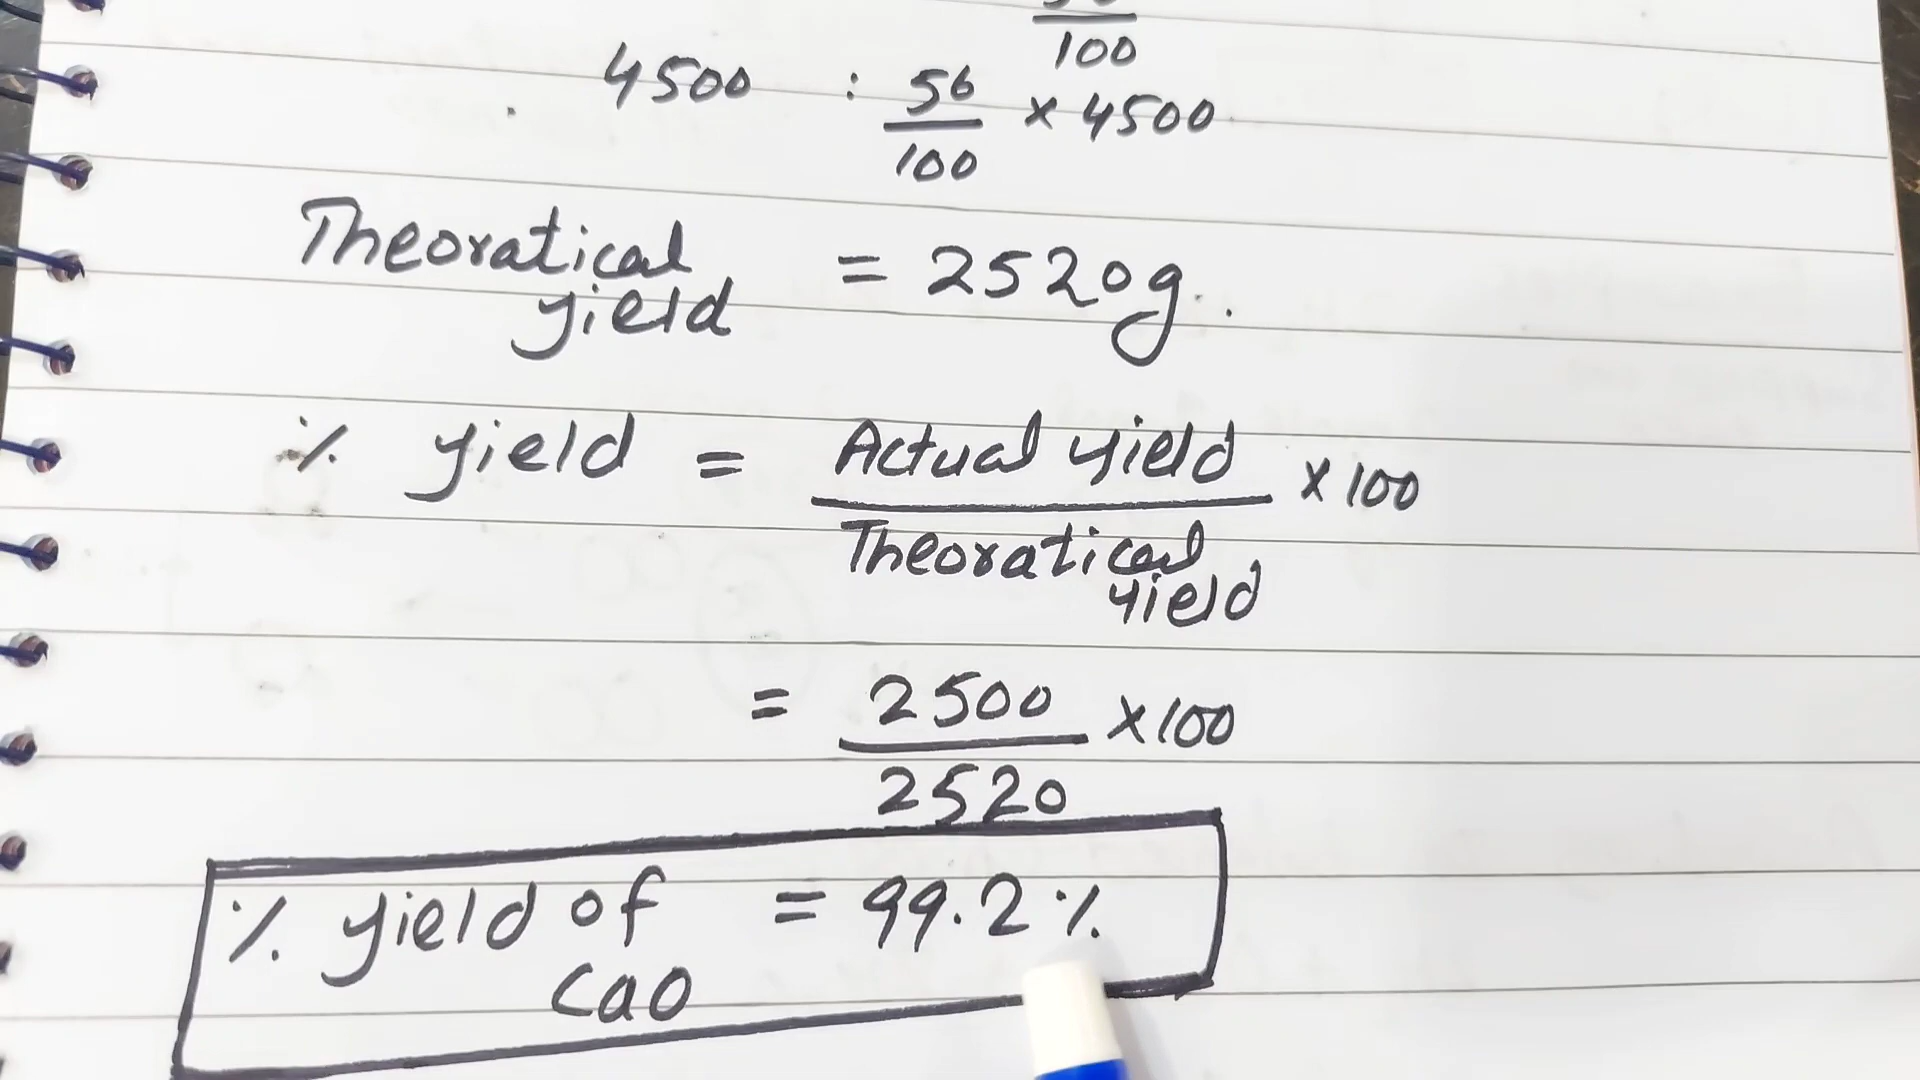 100
4500 : 56/100 × 4500
Theoratical yield = 2520g.
% yield = Actual yield / Theoratical yield × 100
= 2500/2520 × 100
% yield of CaO = 99.2 %